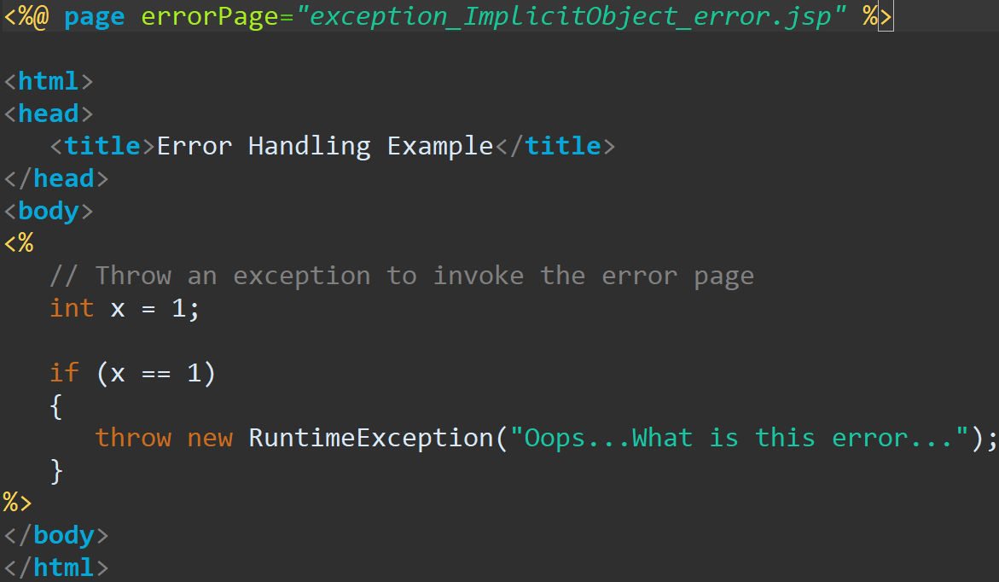 <%@ page errorPage="exception_ImplicitObject_error.jsp" %>
<html>
<head>
   <title>Error Handling Example</title>
</head>
<body>
<%
   // Throw an exception to invoke the error page
   int x = 1;
   if (x == 1)
   {
      throw new RuntimeException("Oops...What is this error...");
   }
%>
</body>
</html>